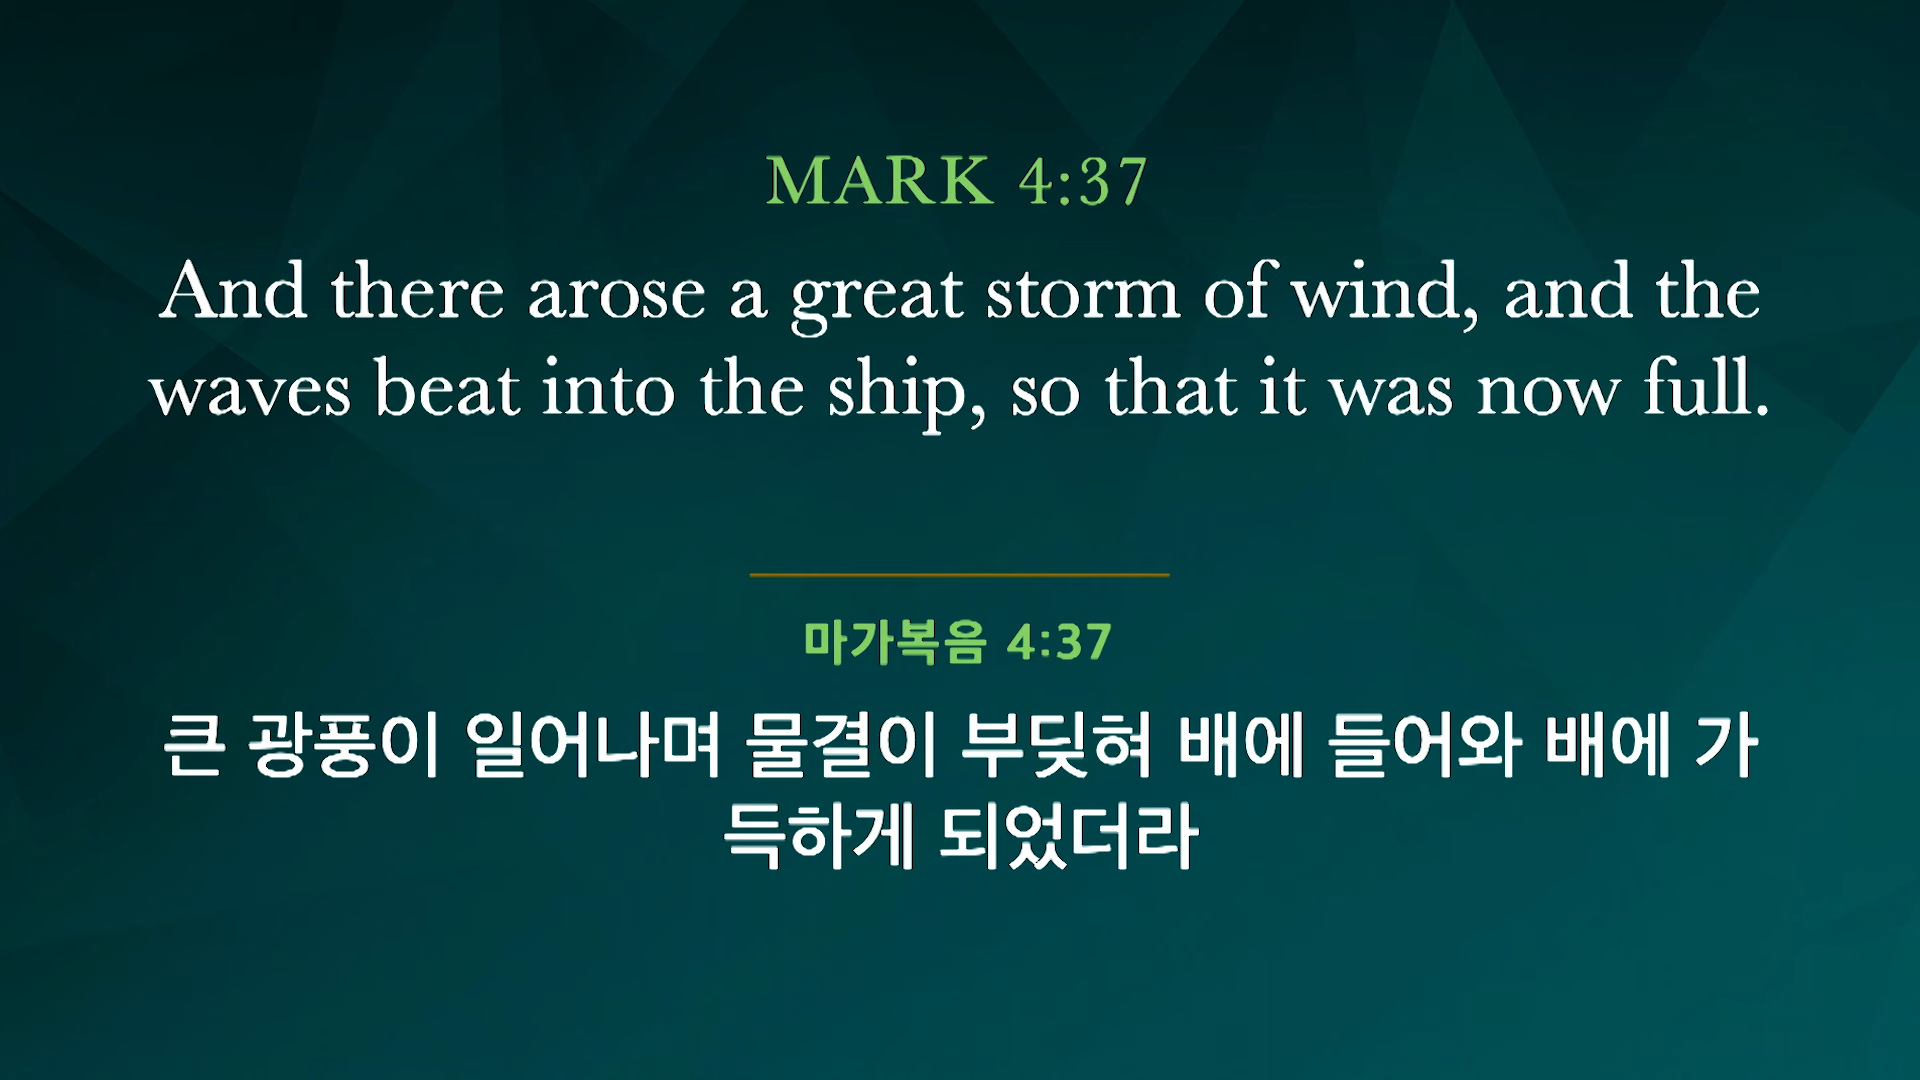 MARK 4:37
And there arose a great storm of wind, and the
waves beat into the ship, so that it was now full.
마가복음 4:37
큰 광풍이 일어나며 물결이 부딪혀 배에 들어와 배에 가
득하게 되었더라